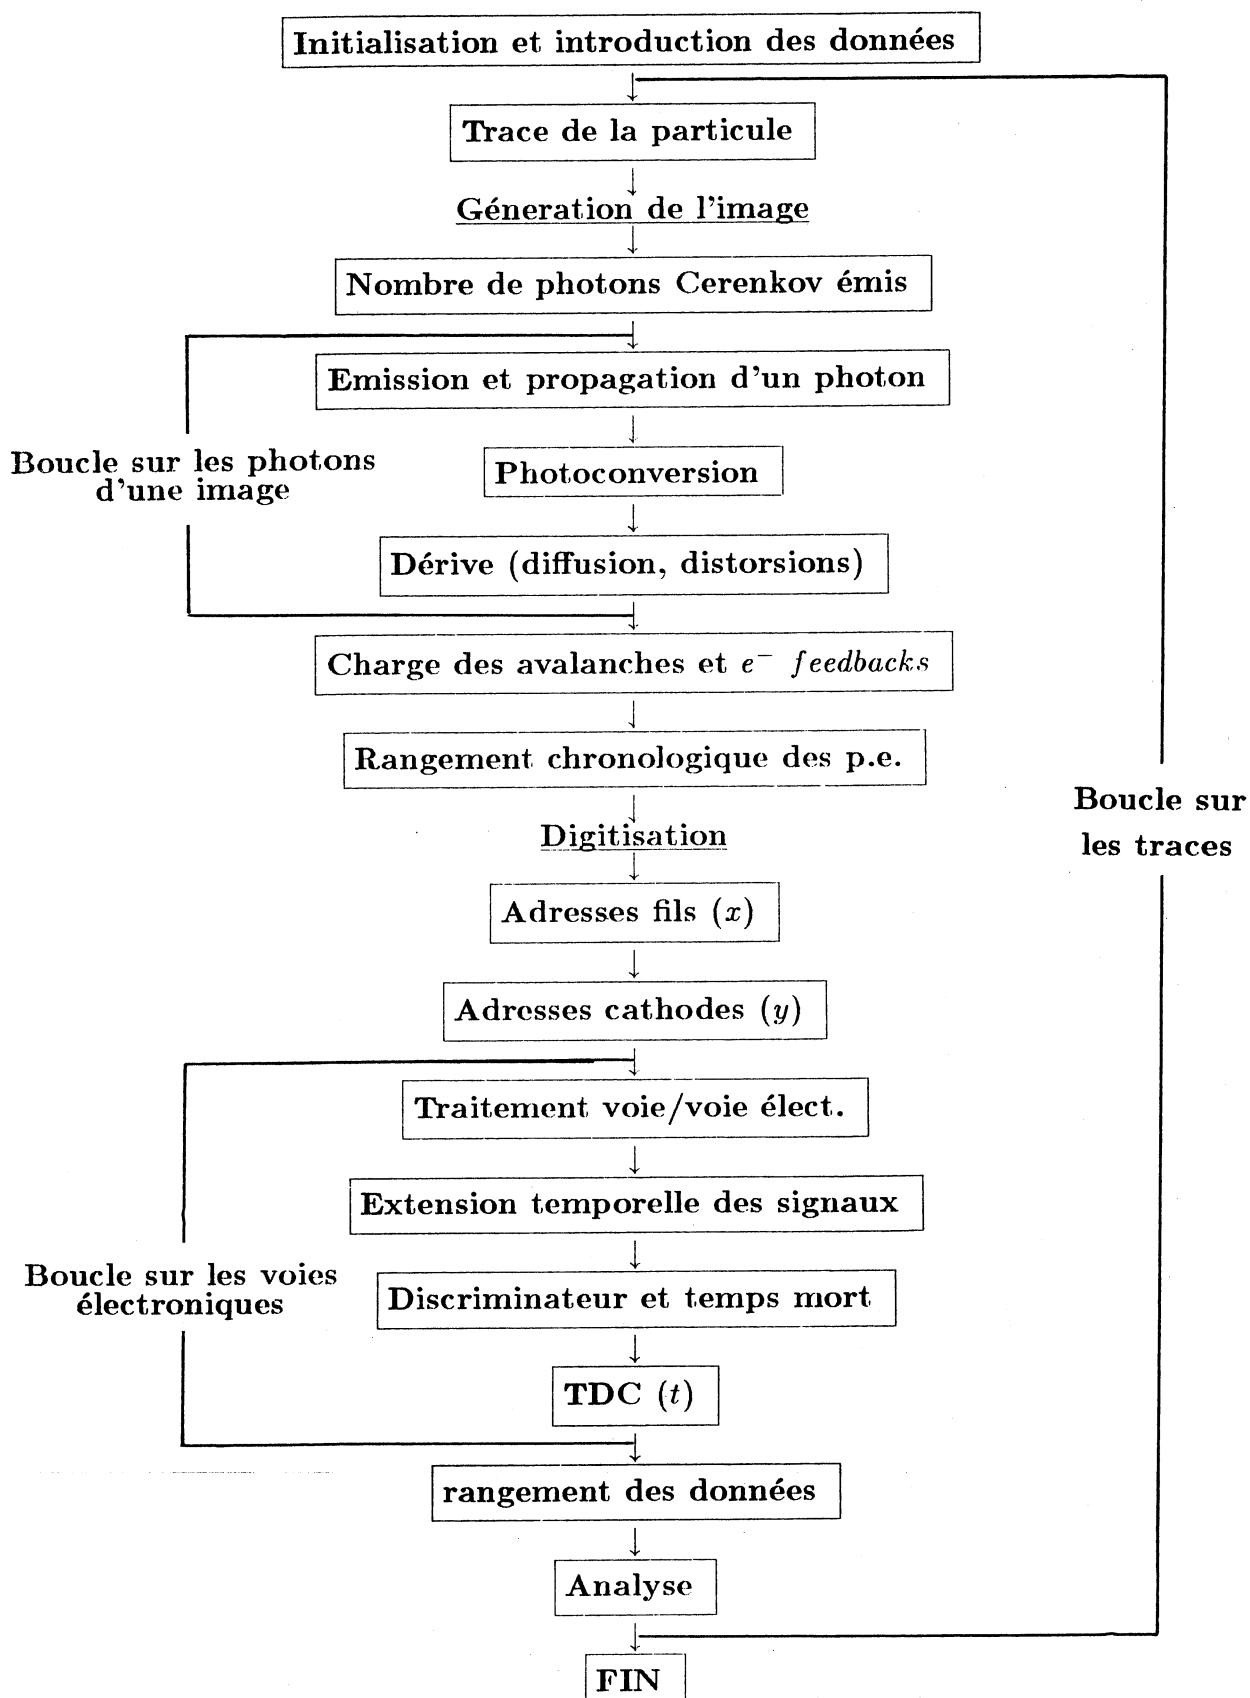 Initialisation et introduction des données
Trace de la particule
Géneration de l'image
Nombre de photons Cerenkov émis
Emission et propagation d'un photon
Boucle sur les photons
d'une image
Photoconversion
Dérive (diffusion, distorsions)
Charge des avalanches et e⁻ feedbacks
Rangement chronologique des p.e.
Boucle sur
les traces
Digitisation
Adresses fils (x)
Adresses cathodes (y)
Traitement voie/voie élect.
Extension temporelle des signaux
Boucle sur les voies
électroniques
Discriminateur et temps mort
TDC (t)
rangement des données
Analyse
FIN